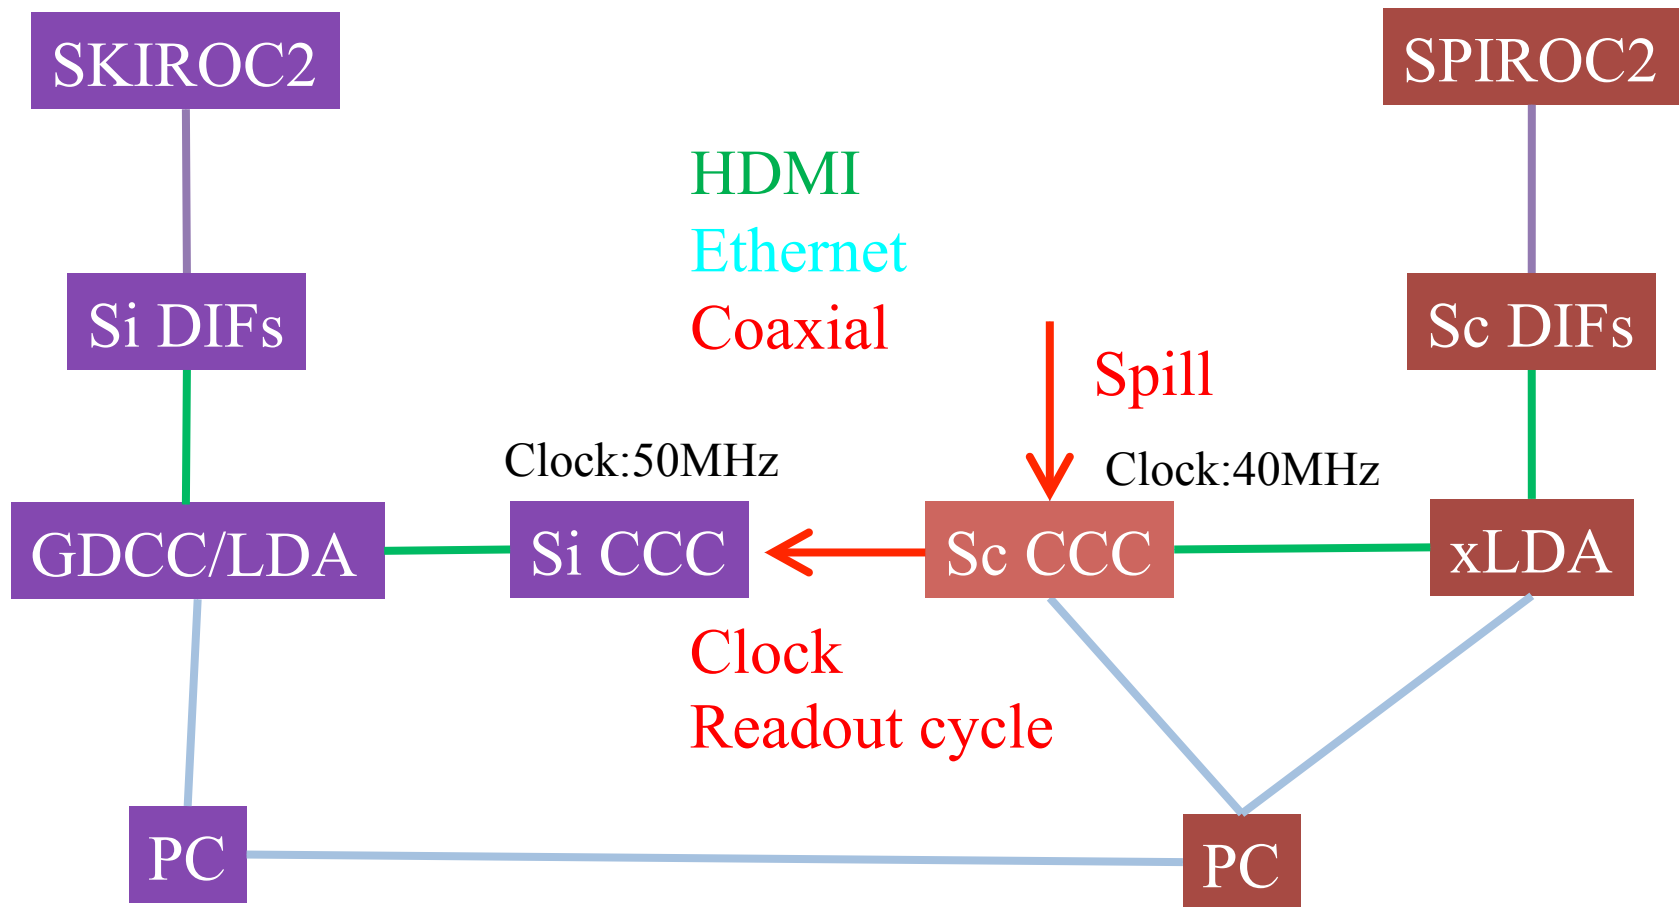 SKIROC2
SPIROC2
HDMI
Ethernet
Coaxial
Si DIFs
Sc DIFs
Spill
Clock:50MHz
Clock:40MHz
GDCC/LDA
Si CCC
Sc CCC
xLDA
Clock
Readout cycle
PC
PC